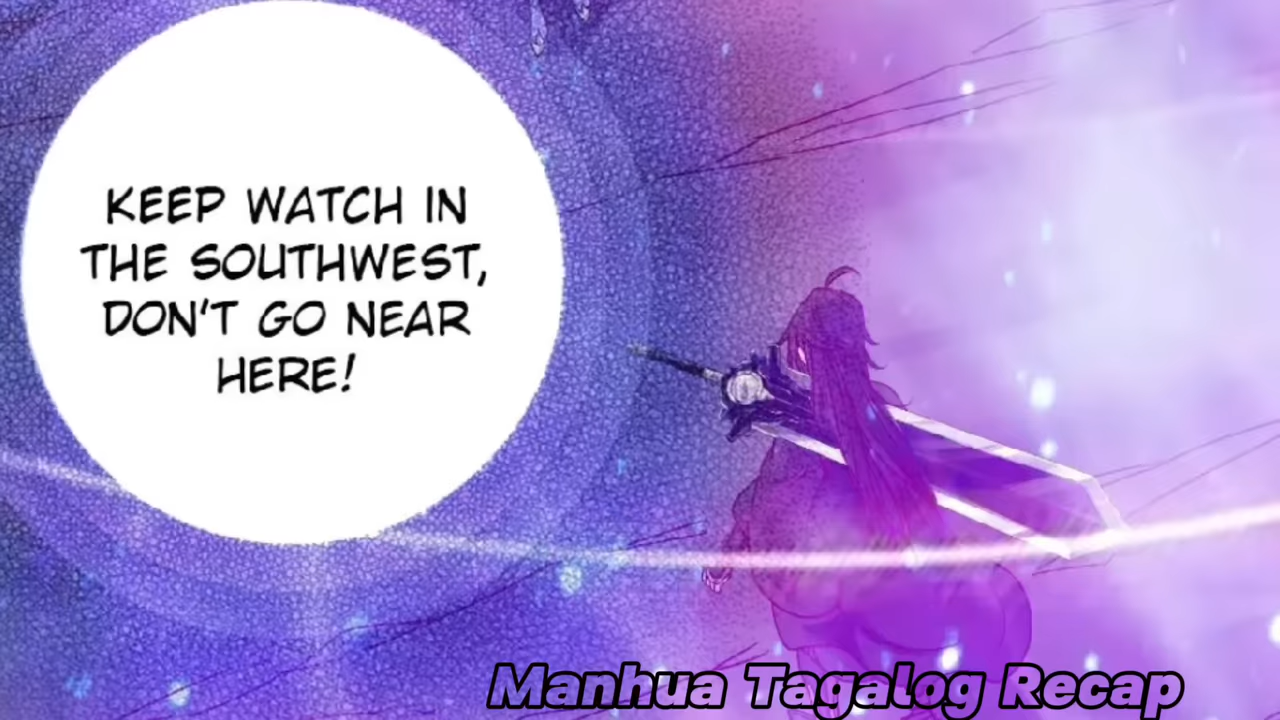 KEEP WATCH IN
THE SOUTHWEST,
DON'T GO NEAR
HERE!
Manhua Tagalog Recap